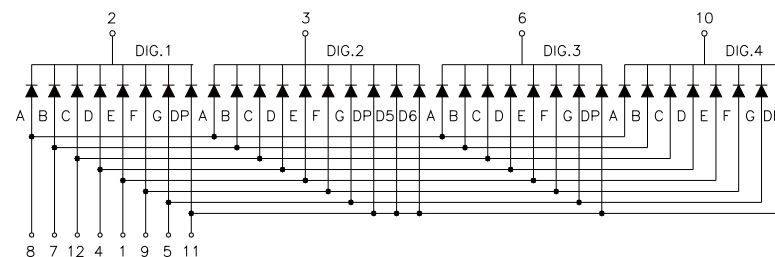 2 3 6 10
DIG.1 DIG.2 DIG.3 DIG.4
A B C D E F G DP A B C D E F G DP D5 D6 A B C D E F G DP A B C D E F G
8 7 12 4 1 9 5 11